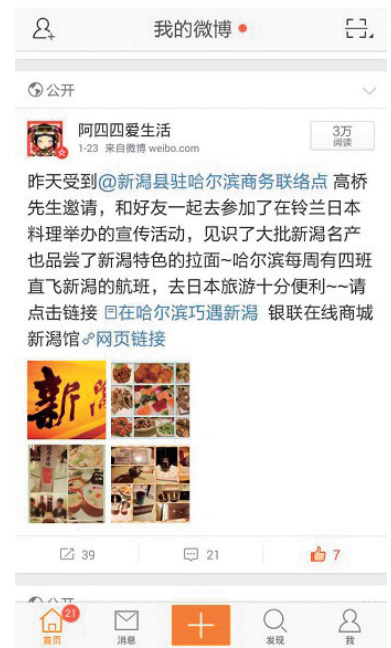 我的微博
公开
阿四四爱生活
1-23 来自微博 weibo.com
3万
阅读
昨天受到@新潟县驻哈尔滨商务联络点 高桥
先生邀请，和好友一起去参加了在铃兰日本
料理举办的宣传活动，见识了大批新潟名产
也品尝了新潟特色的拉面~哈尔滨每周有四班
直飞新潟的航班，去日本旅游十分便利~~请
点击链接 在哈尔滨巧遇新潟 银联在线商城
新潟馆 网页链接
39
21
7
公开
21
首页
消息
发现
我